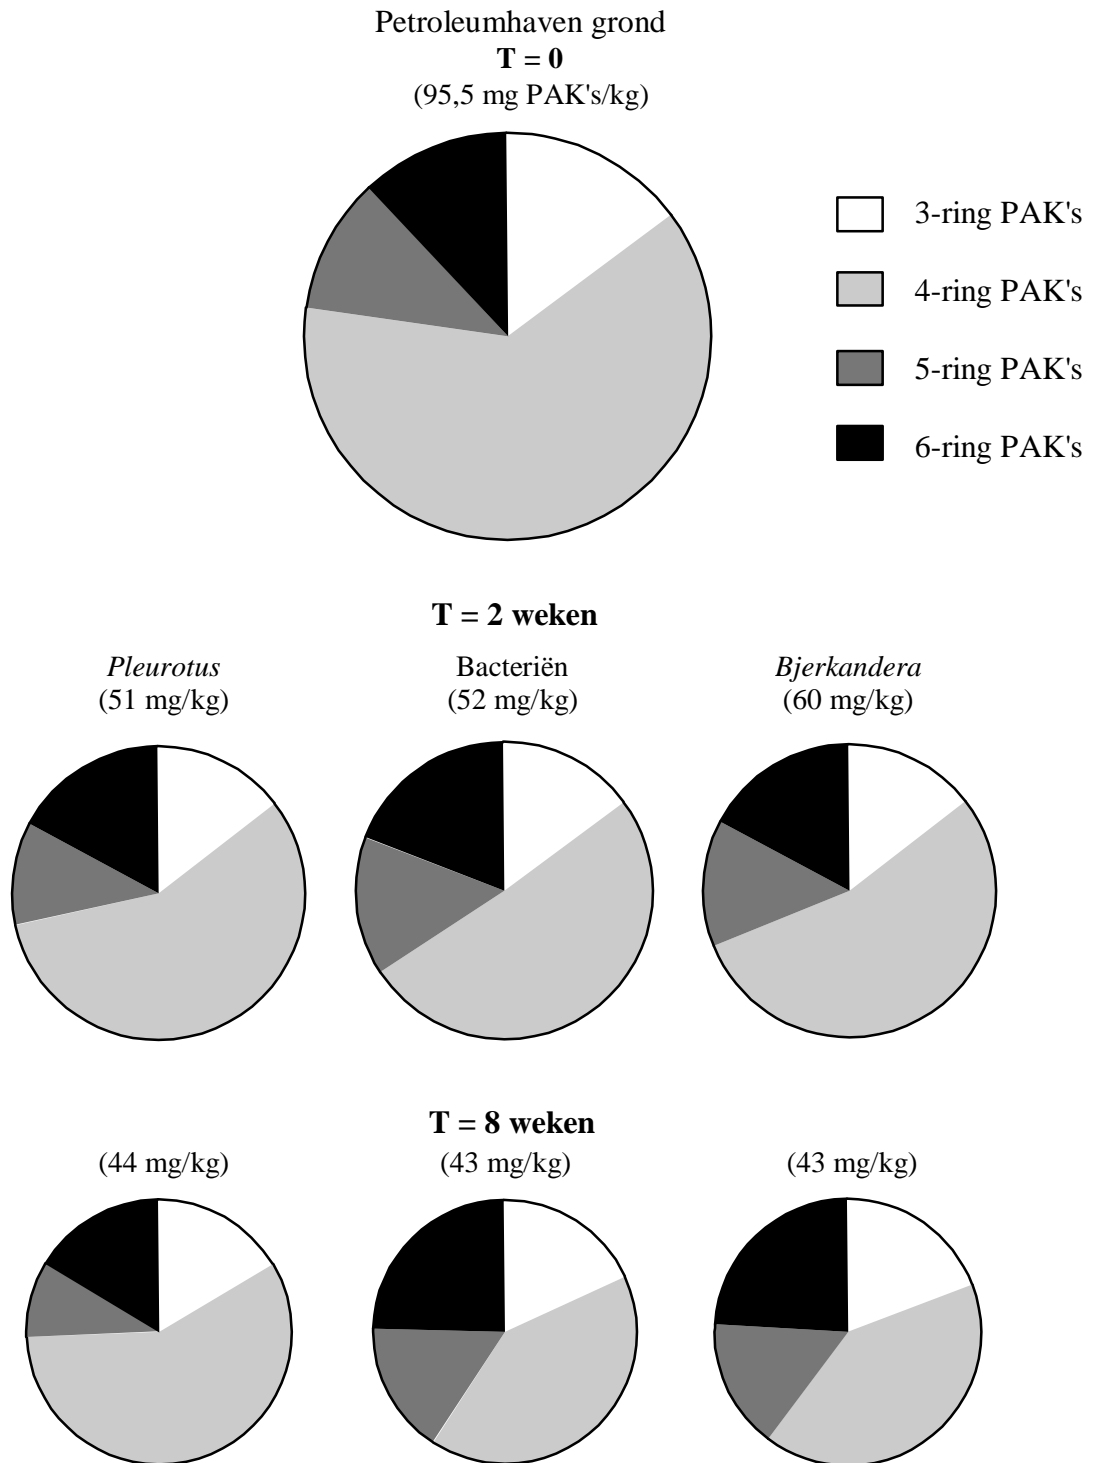 Petroleumhaven grond
T = 0
(95,5 mg PAK's/kg)
3-ring PAK's
4-ring PAK's
5-ring PAK's
6-ring PAK's
T = 2 weken
Pleurotus
(51 mg/kg)
Bacteriën
(52 mg/kg)
Bjerkandera
(60 mg/kg)
T = 8 weken
(44 mg/kg)
(43 mg/kg)
(43 mg/kg)